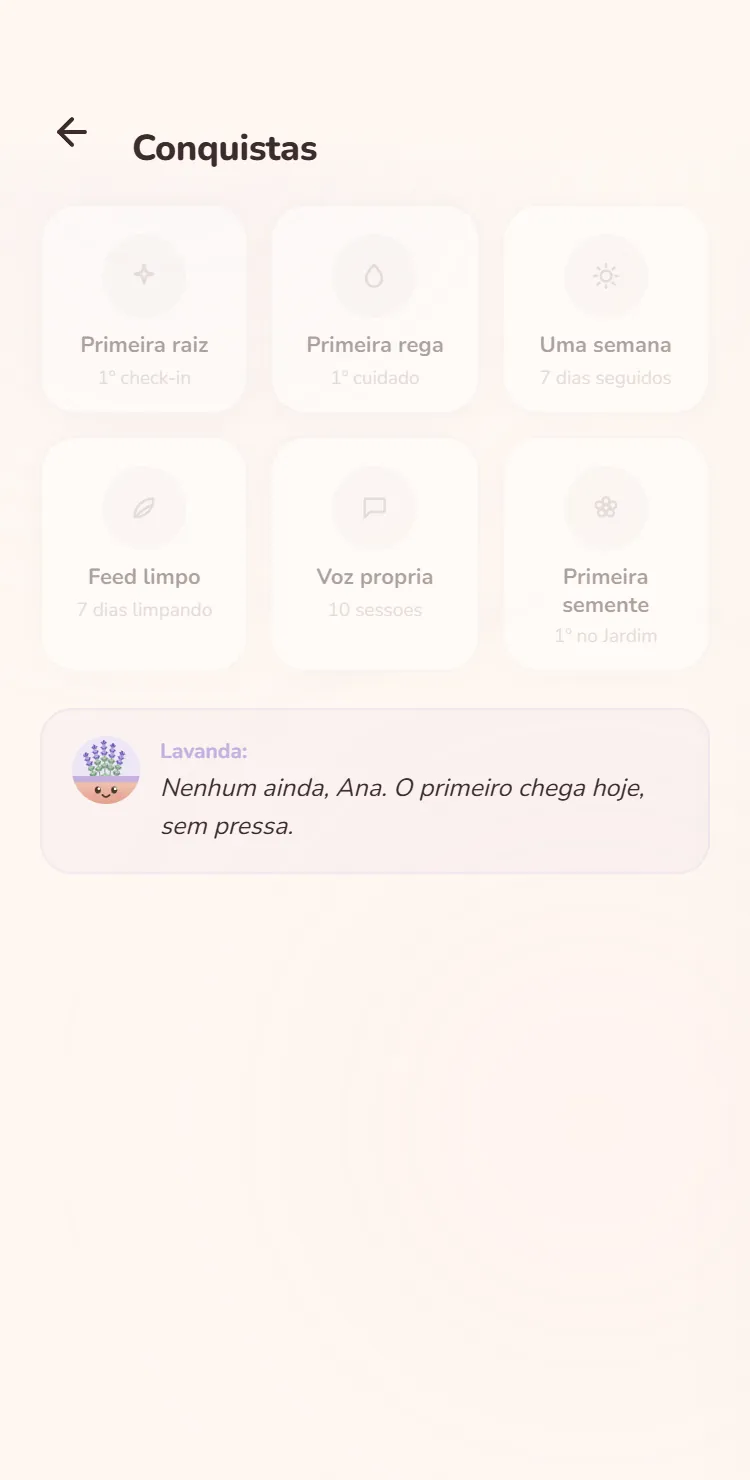 Conquistas
Primeira raiz
1º check-in
Primeira rega
1º cuidado
Uma semana
7 dias seguidos
Feed limpo
7 dias limpando
Voz propria
10 sessoes
Primeira
semente
1º no Jardim
Lavanda:
Nenhum ainda, Ana. O primeiro chega hoje,
sem pressa.